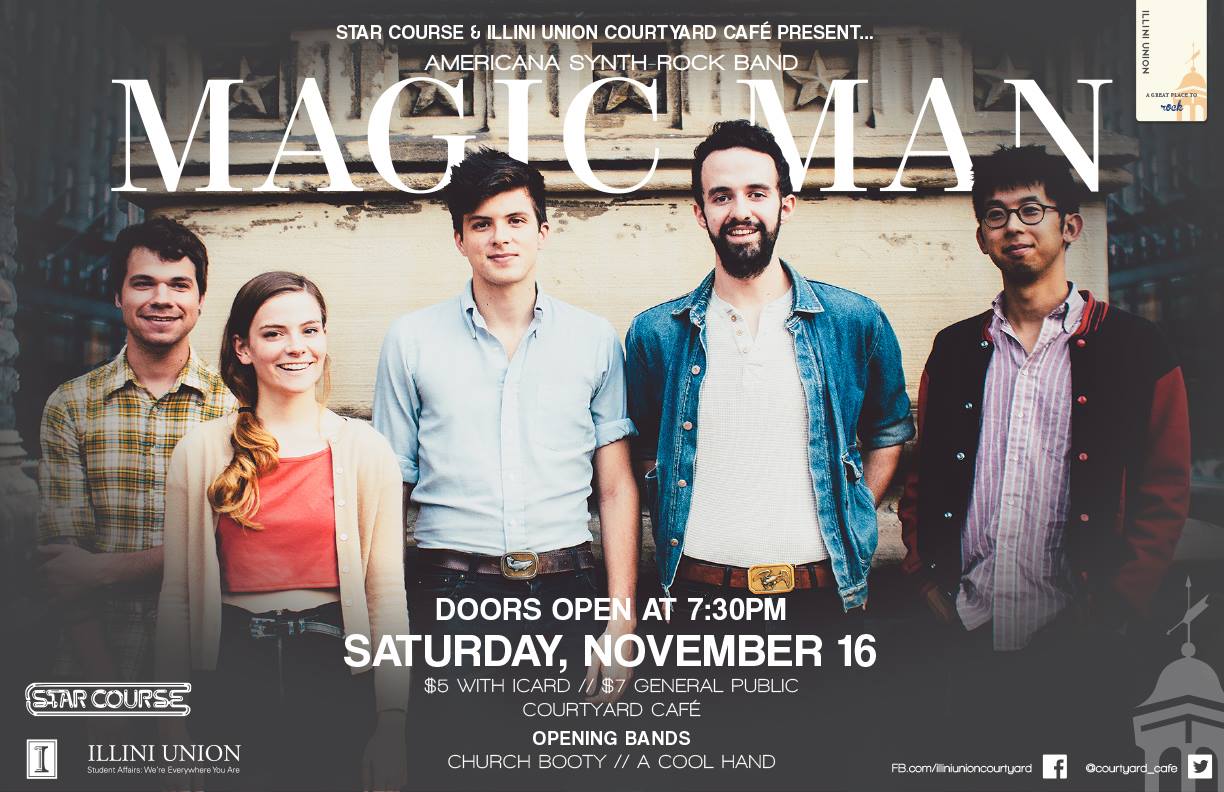 STAR COURSE & ILLINI UNION COURTYARD CAFÉ PRESENT...
AMERICANA SYNTH-ROCK BAND
MAGIC MAN
ILLINI UNION
A GREAT PLACE TO
rock
DOORS OPEN AT 7:30PM
SATURDAY, NOVEMBER 16
$5 WITH ICARD // $7 GENERAL PUBLIC
COURTYARD CAFÉ
OPENING BANDS
CHURCH BOOTY // A COOL HAND
STAR COURSE
I
ILLINI UNION
Student Affairs: We're Everywhere You Are
FB.com/illiniunioncourtyard
@courtyard_cafe